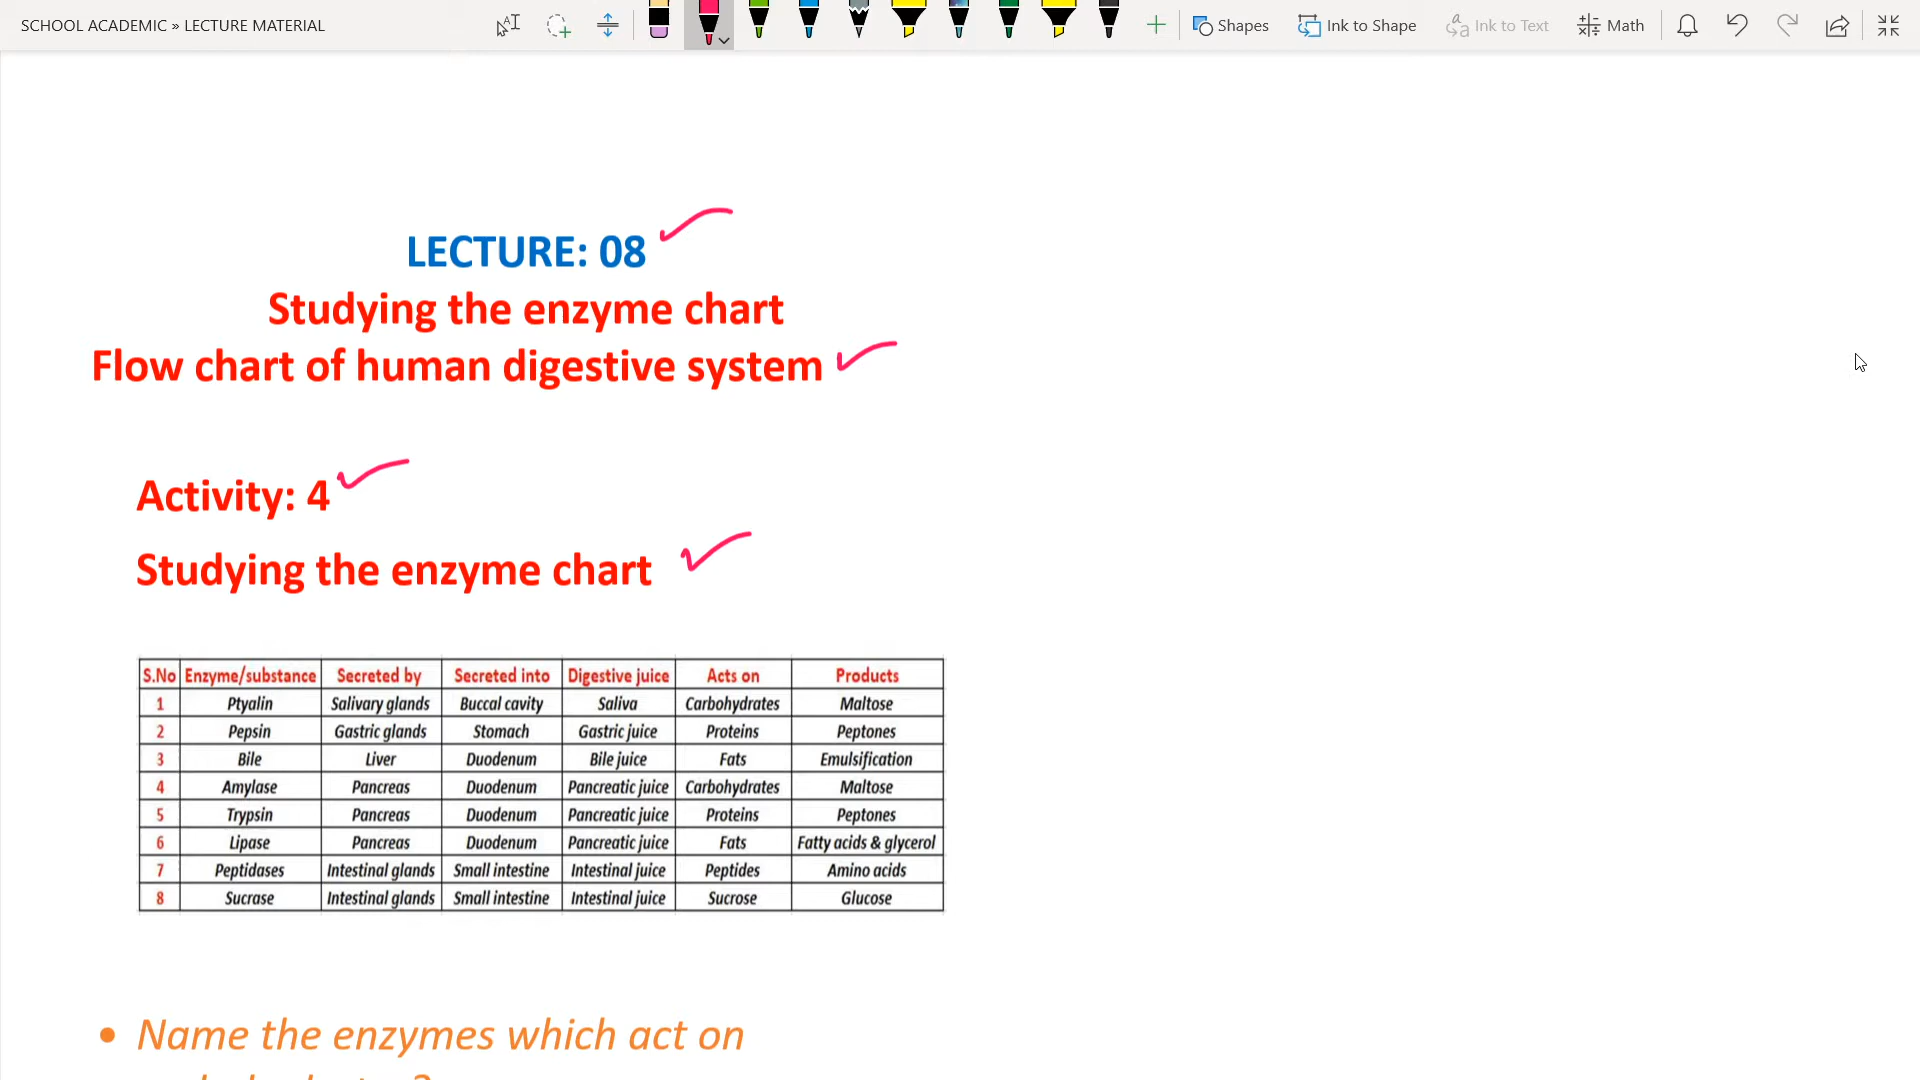 SCHOOL ACADEMIC » LECTURE MATERIAL
Shapes
Ink to Shape
Ink to Text
Math
LECTURE: 08
Studying the enzyme chart
Flow chart of human digestive system
Activity: 4
Studying the enzyme chart
S.No Enzyme/substance Secreted by Secreted into Digestive juice Acts on Products
1 Ptyalin Salivary glands Buccal cavity Saliva Carbohydrates Maltose
2 Pepsin Gastric glands Stomach Gastric juice Proteins Peptones
3 Bile Liver Duodenum Bile juice Fats Emulsification
4 Amylase Pancreas Duodenum Pancreatic juice Carbohydrates Maltose
5 Trypsin Pancreas Duodenum Pancreatic juice Proteins Peptones
6 Lipase Pancreas Duodenum Pancreatic juice Fats Fatty acids & glycerol
7 Peptidases Intestinal glands Small intestine Intestinal juice Peptides Amino acids
8 Sucrase Intestinal glands Small intestine Intestinal juice Sucrose Glucose
• Name the enzymes which act on